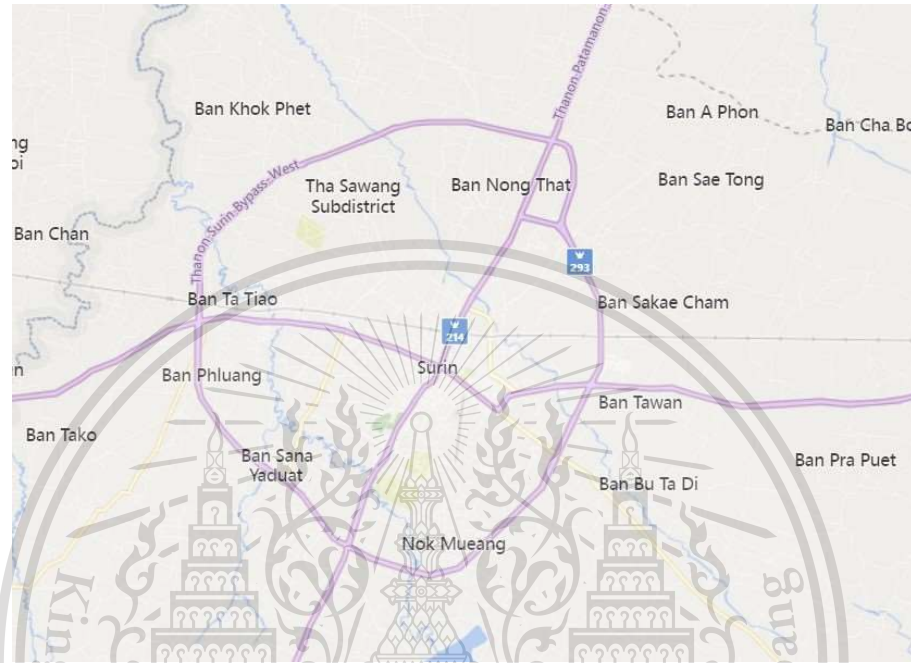 Thanon Patamanon
Ban Khok Phet
Ban A Phon
Ban Cha Bo
ng
oi
Tha Sawang
Subdistrict
Ban Nong That
Ban Sae Tong
Thanon Surin Bypass West
Ban Chan
293
Ban Ta Tiao
Ban Sakae Cham
214
n
Surin
Ban Phluang
Ban Tawan
Ban Tako
Ban Sana
Yaduat
Ban Pra Puet
Ban Bu Ta Di
Nok Mueang